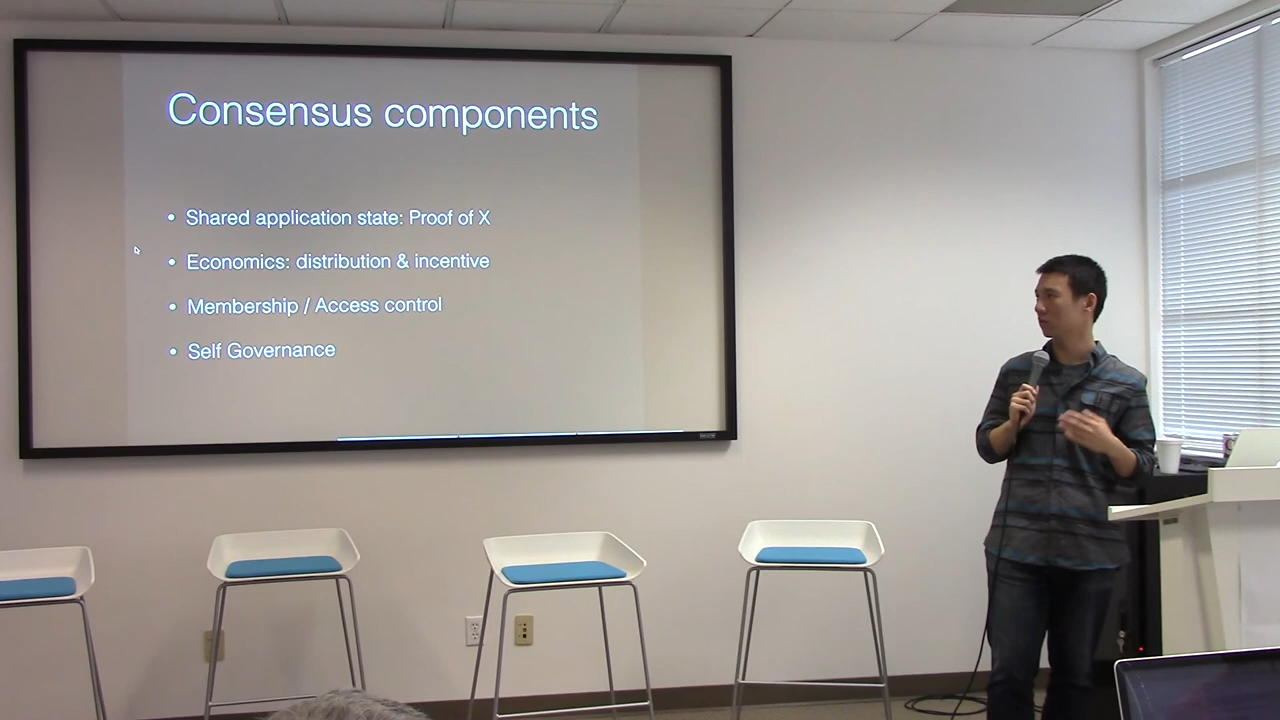 Consensus components
• Shared application state: Proof of X
• Economics: distribution & incentive
• Membership / Access control
• Self Governance